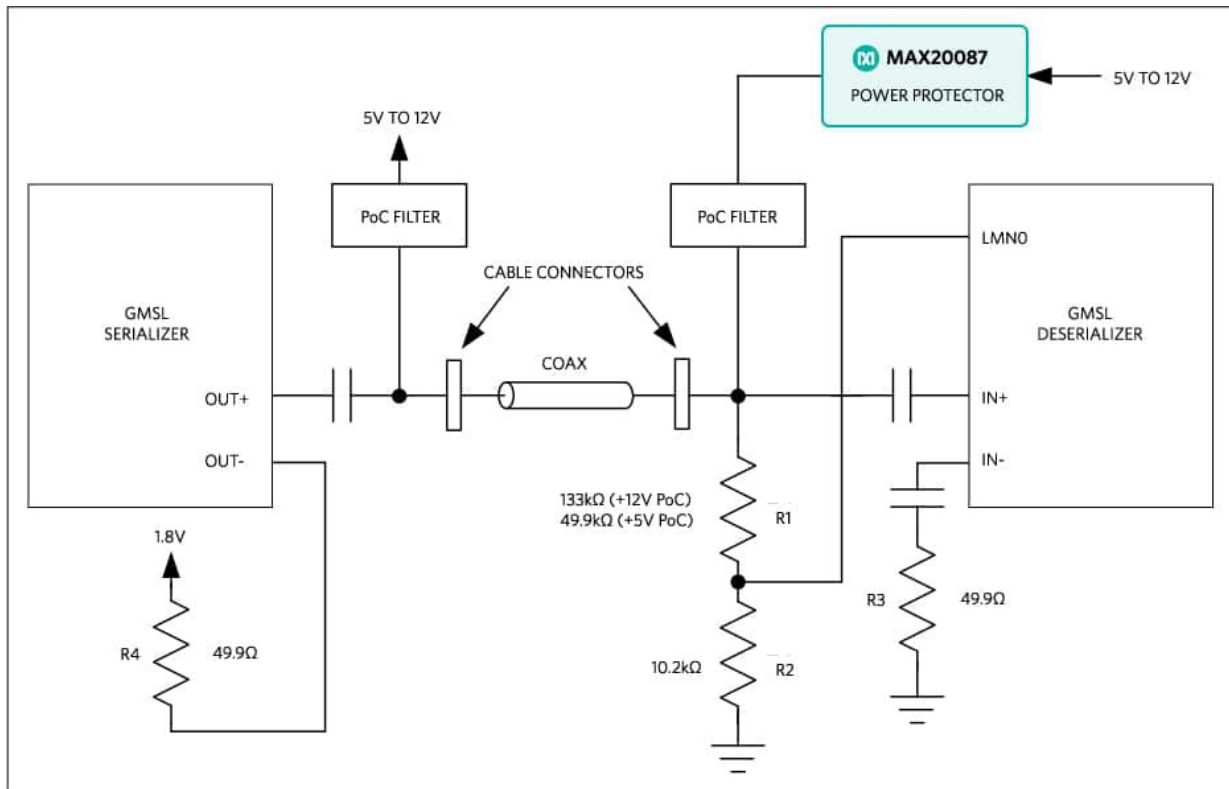 MAX20087
POWER PROTECTOR
5V TO 12V
5V TO 12V
PoC FILTER
PoC FILTER
LMN0
CABLE CONNECTORS
GMSL
SERIALIZER
GMSL
DESERIALIZER
COAX
OUT+
IN+
OUT-
IN-
133kΩ (+12V PoC)
49.9kΩ (+5V PoC)
R1
1.8V
R3
49.9Ω
R4
49.9Ω
10.2kΩ
R2